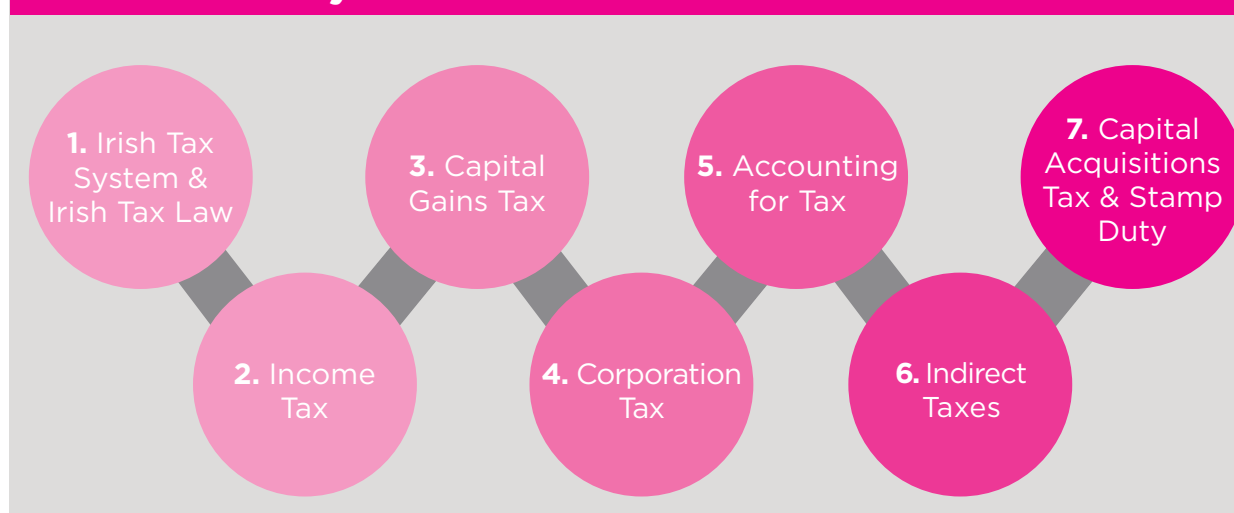 1. Irish Tax
System &
Irish Tax Law
2. Income
Tax
3. Capital
Gains Tax
4. Corporation
Tax
5. Accounting
for Tax
6. Indirect
Taxes
7. Capital
Acquisitions
Tax & Stamp
Duty